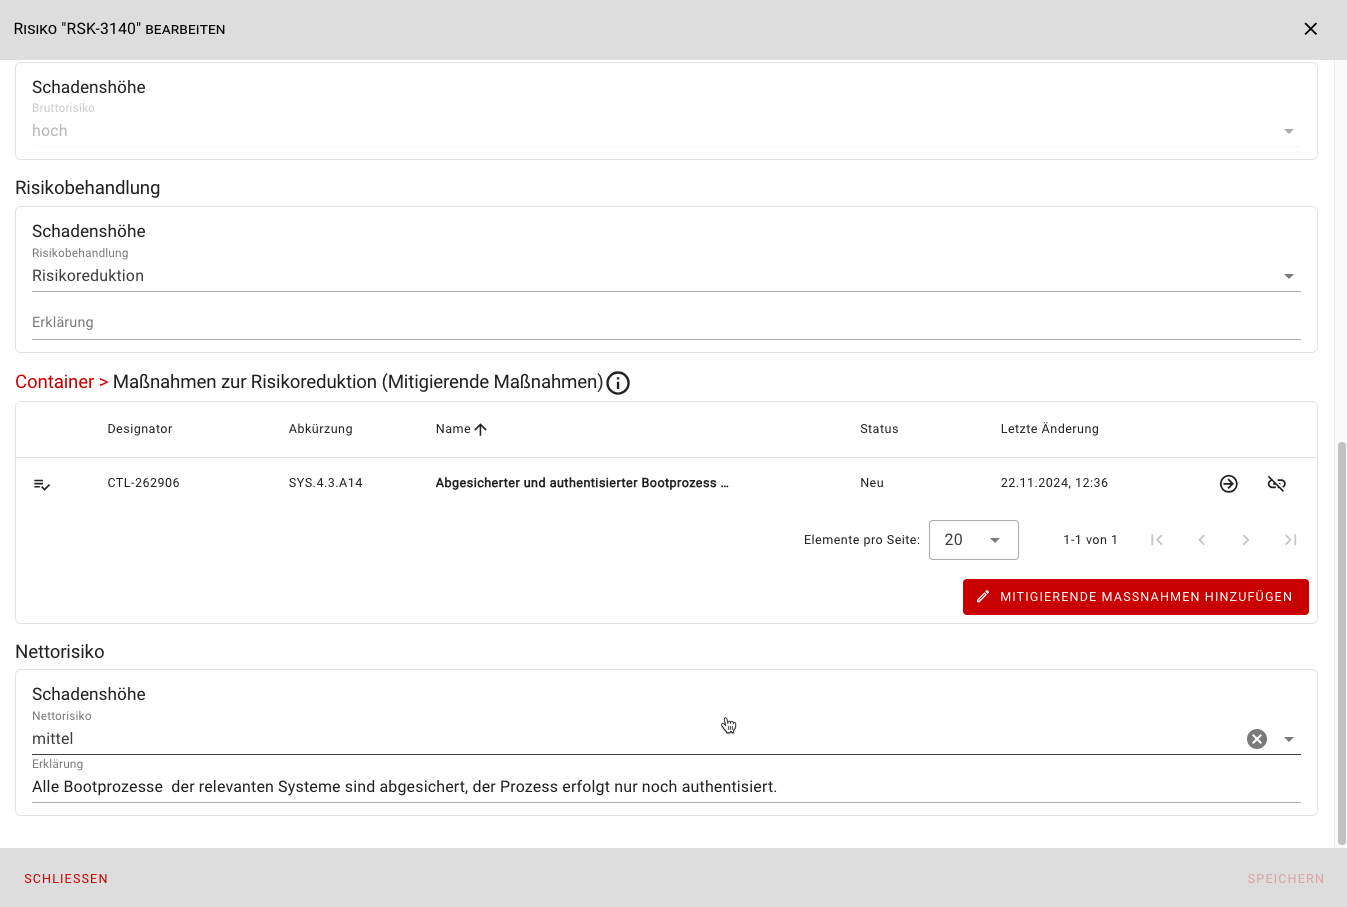 Risiko "RSK-3140" bearbeiten
Schadenshöhe
Bruttorisiko
hoch
Risikobehandlung
Schadenshöhe
Risikobehandlung
Risikoreduktion
Erklärung
Container > Maßnahmen zur Risikoreduktion (Mitigierende Maßnahmen)
Designator Abkürzung Name Status Letzte Änderung
CTL-262906 SYS.4.3.A14 Abgesicherter und authentisierter Bootprozess … Neu 22.11.2024, 12:36
Elemente pro Seite: 20 1-1 von 1
MITIGIERENDE MASSNAHMEN HINZUFÜGEN
Nettorisiko
Schadenshöhe
Nettorisiko
mittel
Erklärung
Alle Bootprozesse  der relevanten Systeme sind abgesichert, der Prozess erfolgt nur noch authentisiert.
SCHLIESSEN SPEICHERN